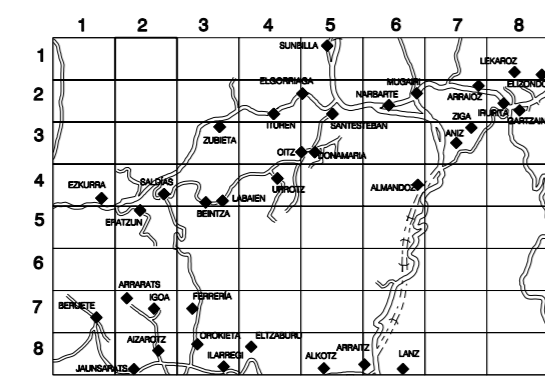 1 2 3 4 5 6 7 8
1
SUNBILLA
LEKAROZ
ELIZONDO
2
ELGORRIAGA
MUGAIRI
NARBARTE
ARRAIOZ
IRURITA
GARTZAIN
ITUREN
SANTESTEBAN
ZIGA
3
ZUBIETA
ANIZ
OITZ
DONAMARIA
4
EZKURRA
SALDIAS
URROTZ
ALMANDOZ
LABAIEN
BEINTZA
5
ERATZUN
6
ARRARATS
IGOA
FERRERÍA
7
BERUETE
8
AIZAROTZ
OROKIETA
ELTZABURU
ARRAITZ
JAUNSARATS
ILARREGI
ALKOTZ
LANZ